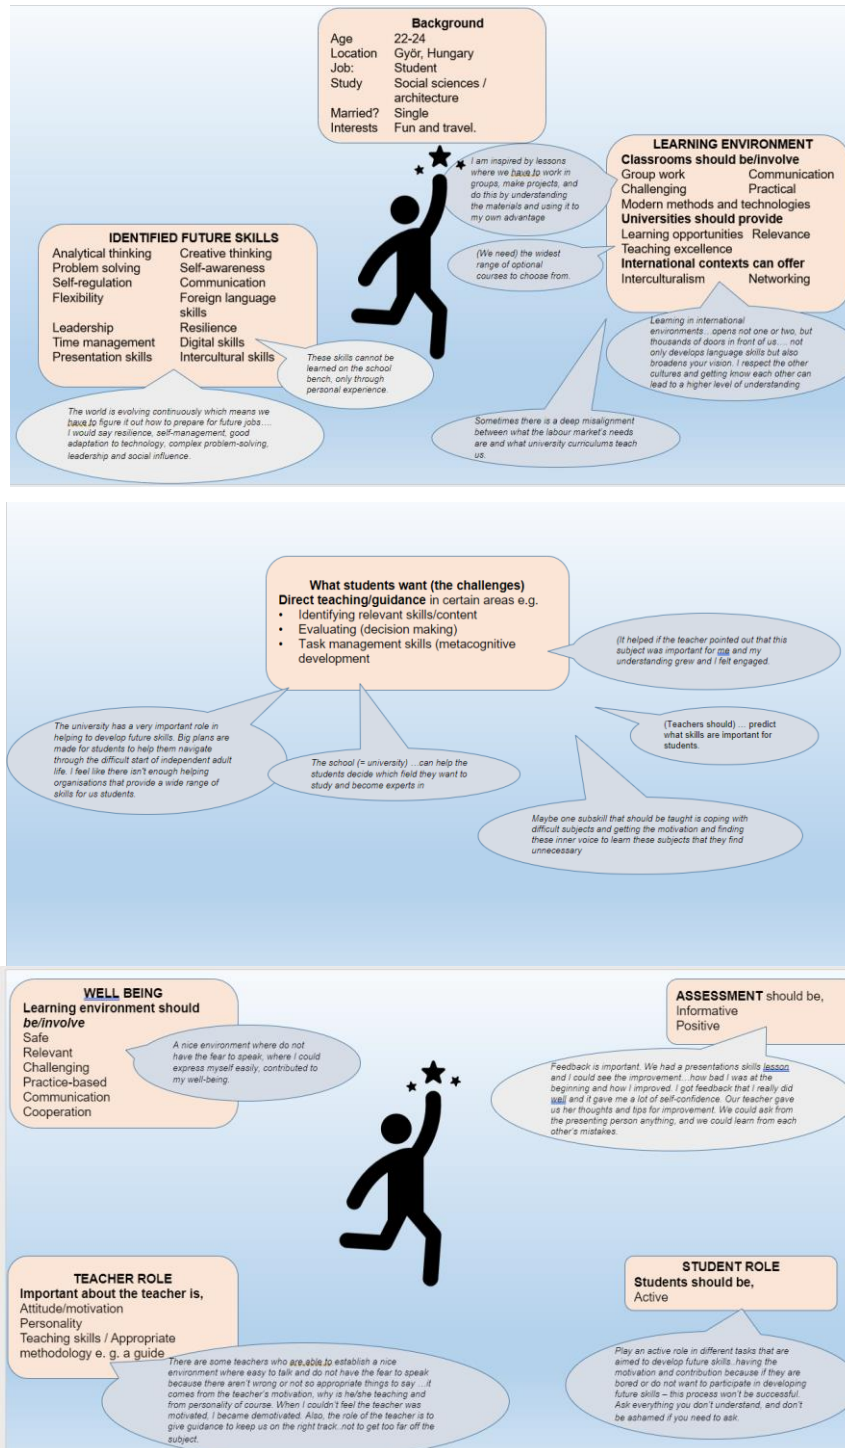 Background
Age 22-24
Location Györ, Hungary
Job: Student
Study Social sciences /
architecture
Married? Single
Interests Fun and travel.
I am inspired by lessons
where we have to work in
groups, make projects, and
do this by understanding
the materials and using it to
my own advantage
LEARNING ENVIRONMENT
Classrooms should be/involve
Group work Communication
Challenging Practical
Modern methods and technologies
Universities should provide
Learning opportunities Relevance
Teaching excellence
International contexts can offer
Interculturalism Networking
(We need) the widest
range of optional
courses to choose from.
IDENTIFIED FUTURE SKILLS
Analytical thinking Creative thinking
Problem solving Self-awareness
Self-regulation Communication
Flexibility Foreign language
skills
Leadership Resilience
Time management Digital skills
Presentation skills Intercultural skills
Learning in international
environments…opens not one or two, but
thousands of doors in front of us…. not
only develops language skills but also
broadens your vision. I respect the other
cultures and getting know each other can
lead to a higher level of understanding
These skills cannot be
learned on the school
bench, only through
personal experience.
The world is evolving continuously which means we
have to figure it out how to prepare for future jobs….
I would say resilience, self-management, good
adaptation to technology, complex problem-solving,
leadership and social influence.
Sometimes there is a deep misalignment
between what the labour market's needs
are and what university curriculums teach
us.
What students want (the challenges)
Direct teaching/guidance in certain areas e.g.
• Identifying relevant skills/content
• Evaluating (decision making)
• Task management skills (metacognitive
development
(It helped if the teacher pointed out that this
subject was important for me and my
understanding grew and I felt engaged.
The university has a very important role in
helping to develop future skills. Big plans are
made for students to help them navigate
through the difficult start of independent adult
life. I feel like there isn't enough helping
organisations that provide a wide range of
skills for us students.
(Teachers should) … predict
what skills are important for
students.
The school (= university) …can help the
students decide which field they want to
study and become experts in
Maybe one subskill that should be taught is coping with
difficult subjects and getting the motivation and finding
these inner voice to learn these subjects that they find
unnecessary
WELL BEING
Learning environment should
be/involve
Safe
Relevant
Challenging
Practice-based
Communication
Cooperation
A nice environment where do not
have the fear to speak, where I could
express myself easily, contributed to
my well-being.
ASSESSMENT should be,
Informative
Positive
Feedback is important. We had a presentations skills lesson
and I could see the improvement…how bad I was at the
beginning and how I improved. I got feedback that I really did
well and it gave me a lot of self-confidence. Our teacher gave
us her thoughts and tips for improvement. We could ask from
the presenting person anything, and we could learn from each
other's mistakes.
TEACHER ROLE
Important about the teacher is,
Attitude/motivation
Personality
Teaching skills / Appropriate
methodology e. g. a guide
There are some teachers who are able to establish a nice
environment where easy to talk and do not have the fear to speak
because there aren't wrong or not so appropriate things to say …it
comes from the teacher's motivation, why is he/she teaching and
from personality of course. When I couldn't feel the teacher was
motivated, I became demotivated. Also, the role of the teacher is to
give guidance to keep us on the right track..not to get too far off the
subject.
STUDENT ROLE
Students should be,
Active
Play an active role in different tasks that are
aimed to develop future skills..having the
motivation and contribution because if they are
bored or do not want to participate in developing
future skills – this process won't be successful.
Ask everything you don't understand, and don't
be ashamed if you need to ask.